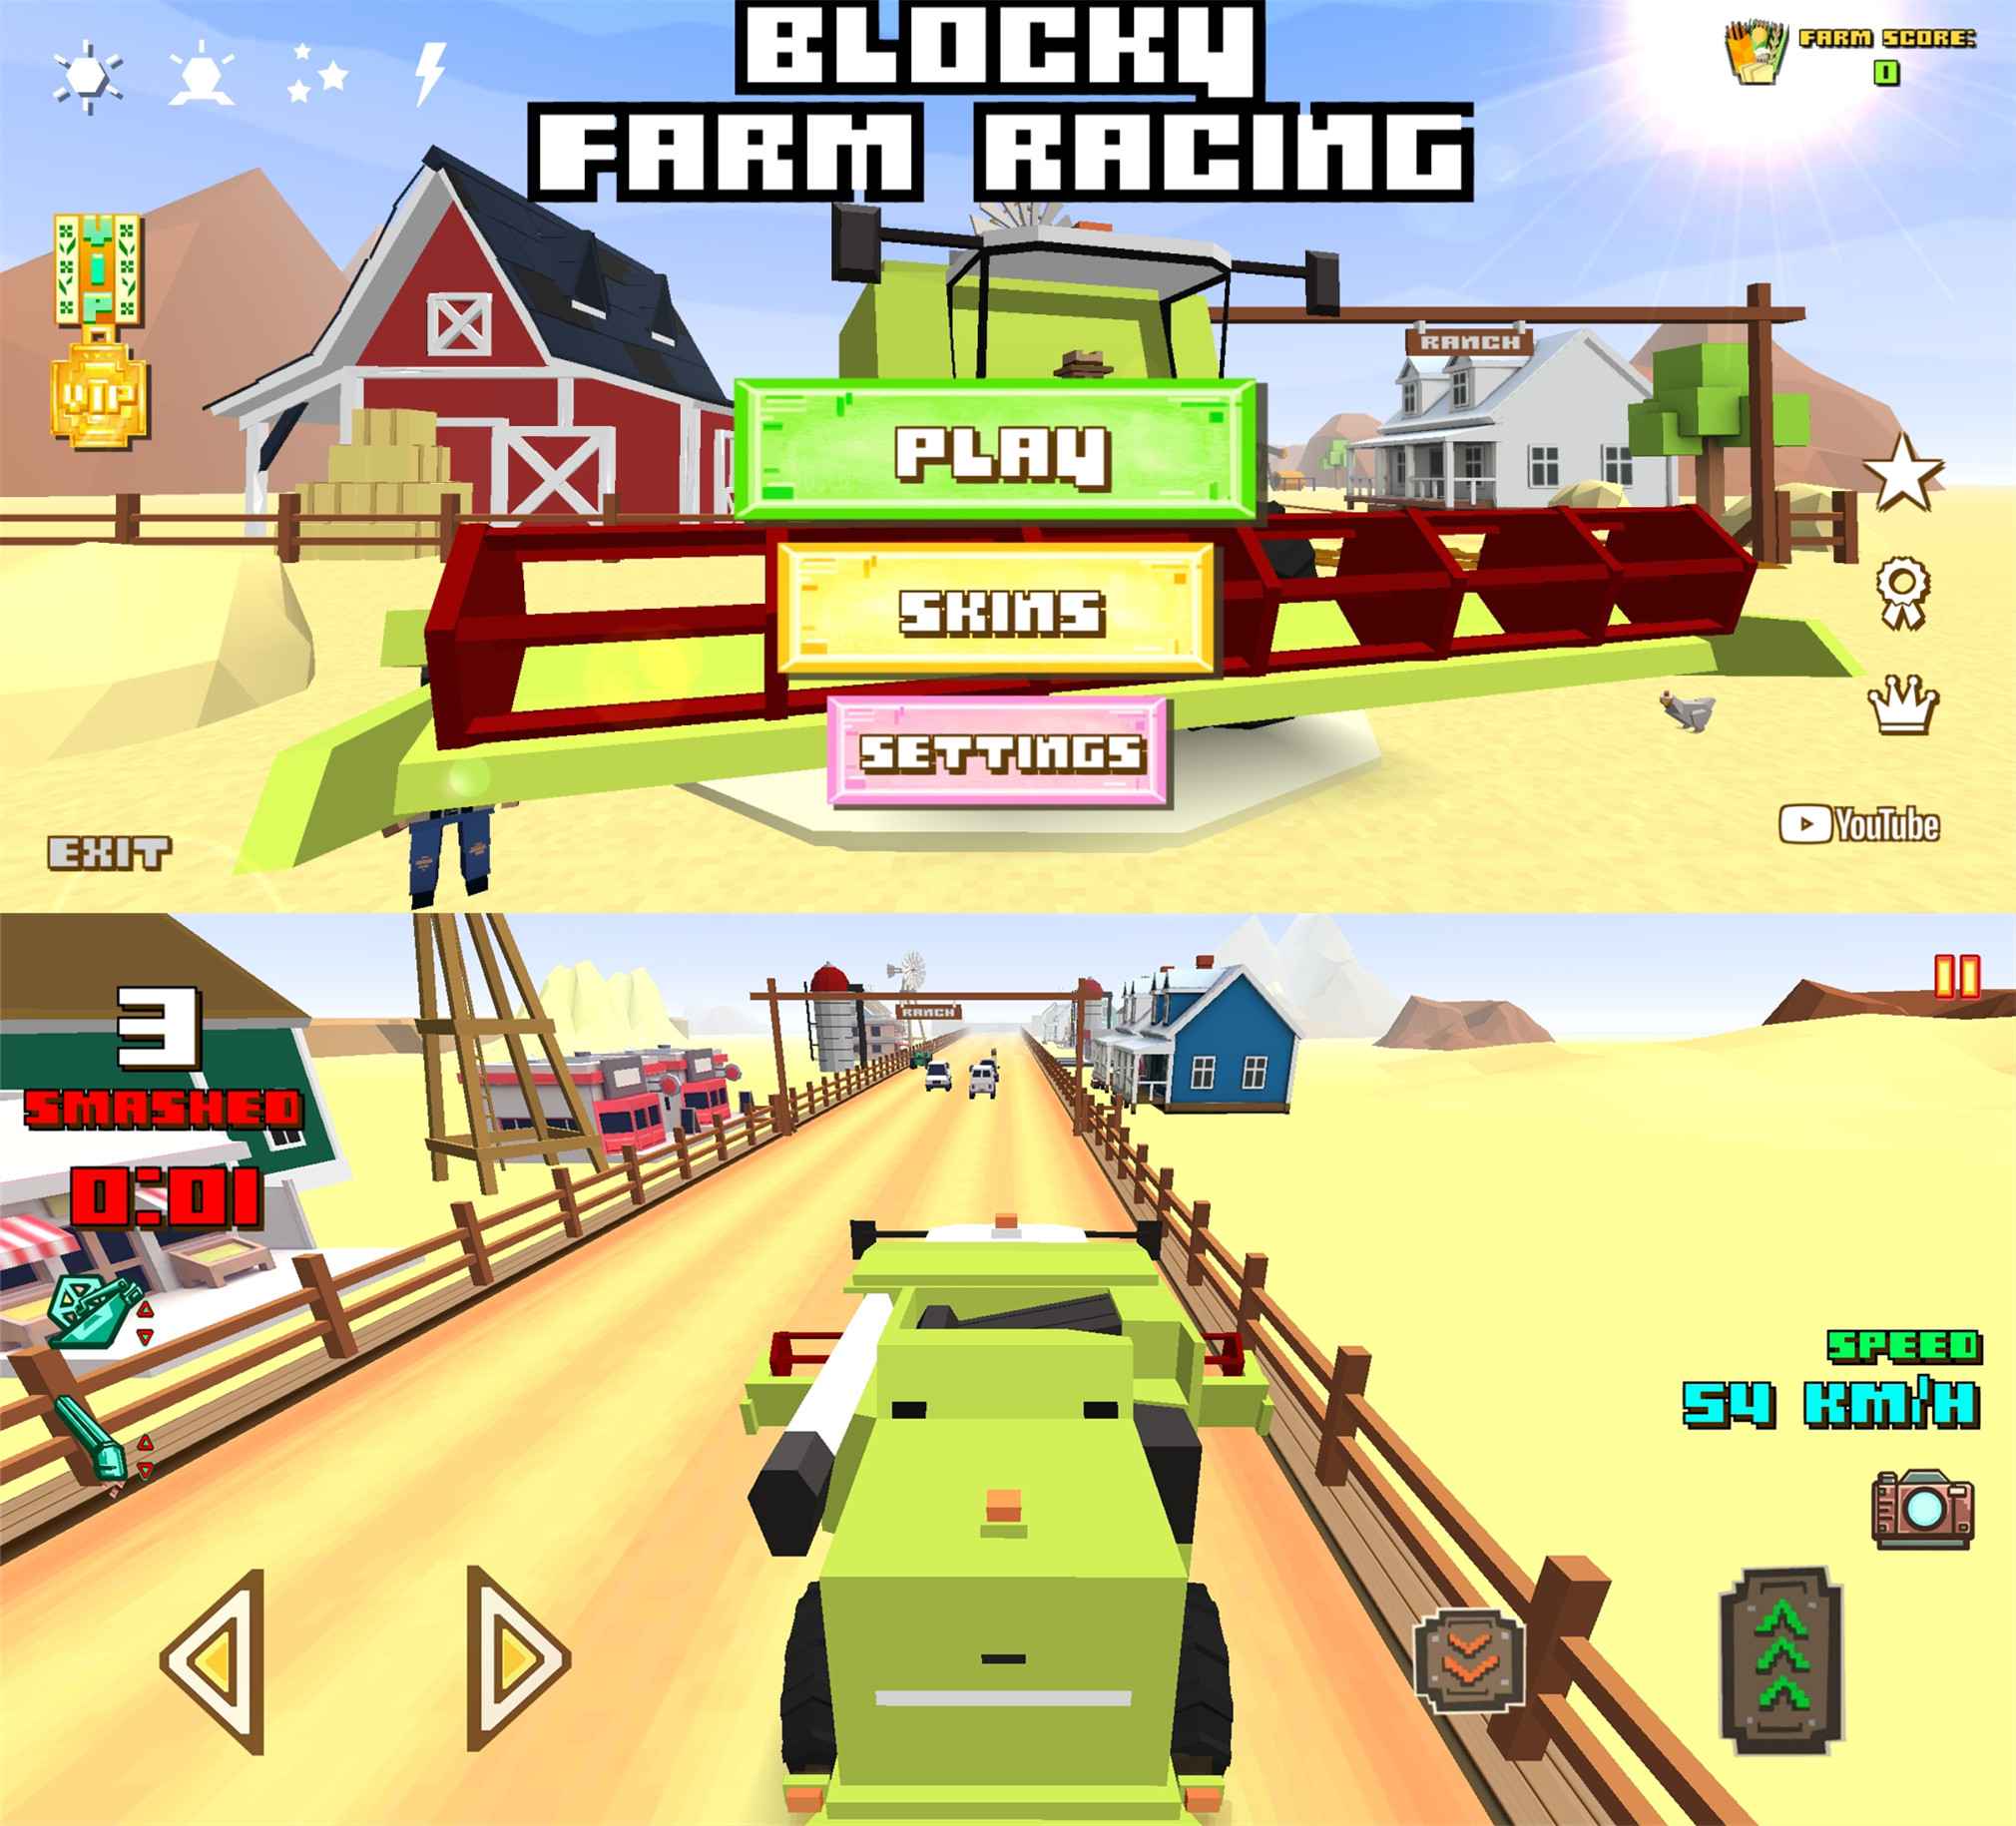 BLOCKY
FARM RACING
FARM SCORE:
0
VIP
VIP
RANCH
PLAY
SKINS
SETTINGS
EXIT
YouTube
3
SMASHED
0:01
RANCH
SPEED
54 KM/H